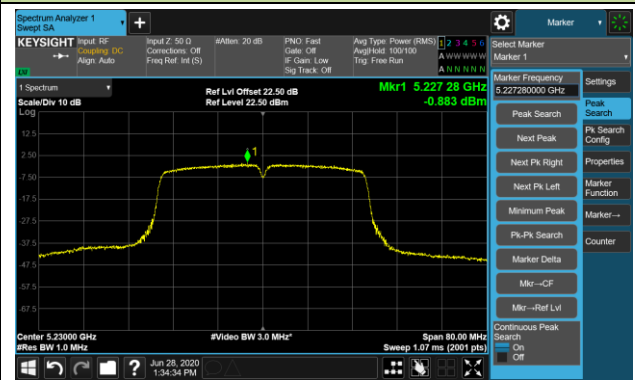 Spectrum Analyzer 1
Swept SA
+
Marker
KEYSIGHT
Input: RF
Coupling: DC
Align: Auto
Input Z: 50 Ω
Corrections: Off
Freq Ref: Int (S)
#Atten: 20 dB
PNO: Fast
Gate: Off
IF Gain: Low
Sig Track: Off
Avg Type: Power (RMS)
Avg|Hold: 100/100
Trig: Free Run
1 2 3 4 5 6
A W W W W W
A N N N N N
LXI
Select Marker
Marker 1
1 Spectrum
Scale/Div 10 dB
Log
Ref Lvl Offset 22.50 dB
Ref Level 22.50 dBm
Mkr1 5.227 28 GHz
-0.883 dBm
12.5
2.50
-7.50
-17.5
-27.5
-37.5
-47.5
-57.5
-67.5
1
Center 5.23000 GHz
#Res BW 1.0 MHz
#Video BW 3.0 MHz*
Span 80.00 MHz
Sweep 1.07 ms (2001 pts)
Marker Frequency
5.227280000 GHz
Peak Search
Next Peak
Next Pk Right
Next Pk Left
Minimum Peak
Pk-Pk Search
Marker Delta
Mkr→CF
Mkr→Ref Lvl
Continuous Peak
Search
On
Off
Settings
Peak
Search
Pk Search
Config
Properties
Marker
Function
Marker→
Counter
?
Jun 28, 2020
1:34:34 PM